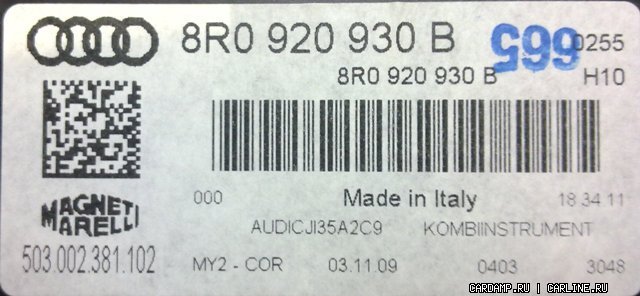 8R0 920 930 B
665
0255
8R0 920 930 B
H10
000
Made in Italy
18:34:11
MAGNETI
MARELLI
AUDICJI35A2C9
KOMBIINSTRUMENT
503.002.381.102
MY2 - COR
03.11.09
0403
3048
CARDAMP.RU | CARLINE.RU